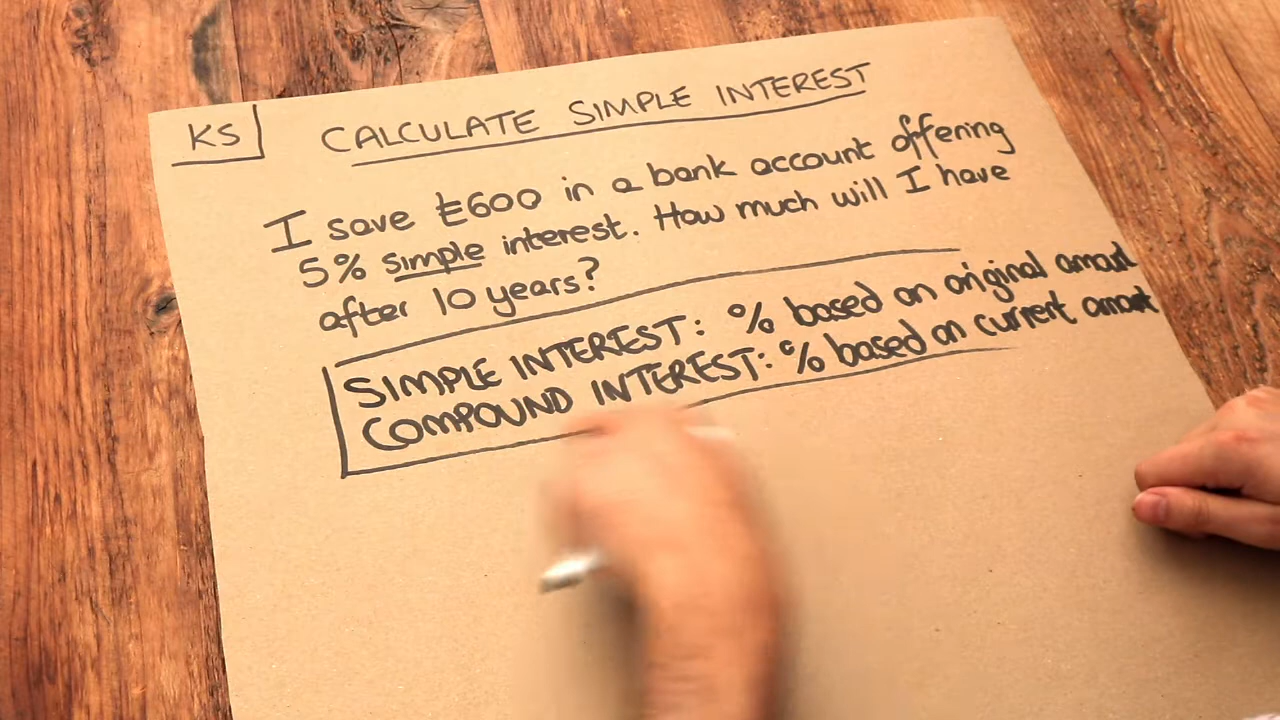 KS
CALCULATE SIMPLE INTEREST
I save £600 in a bank account offering
5% simple interest. How much will I have
after 10 years?
SIMPLE INTEREST: % based on original amount
COMPOUND INTEREST: % based on current amount